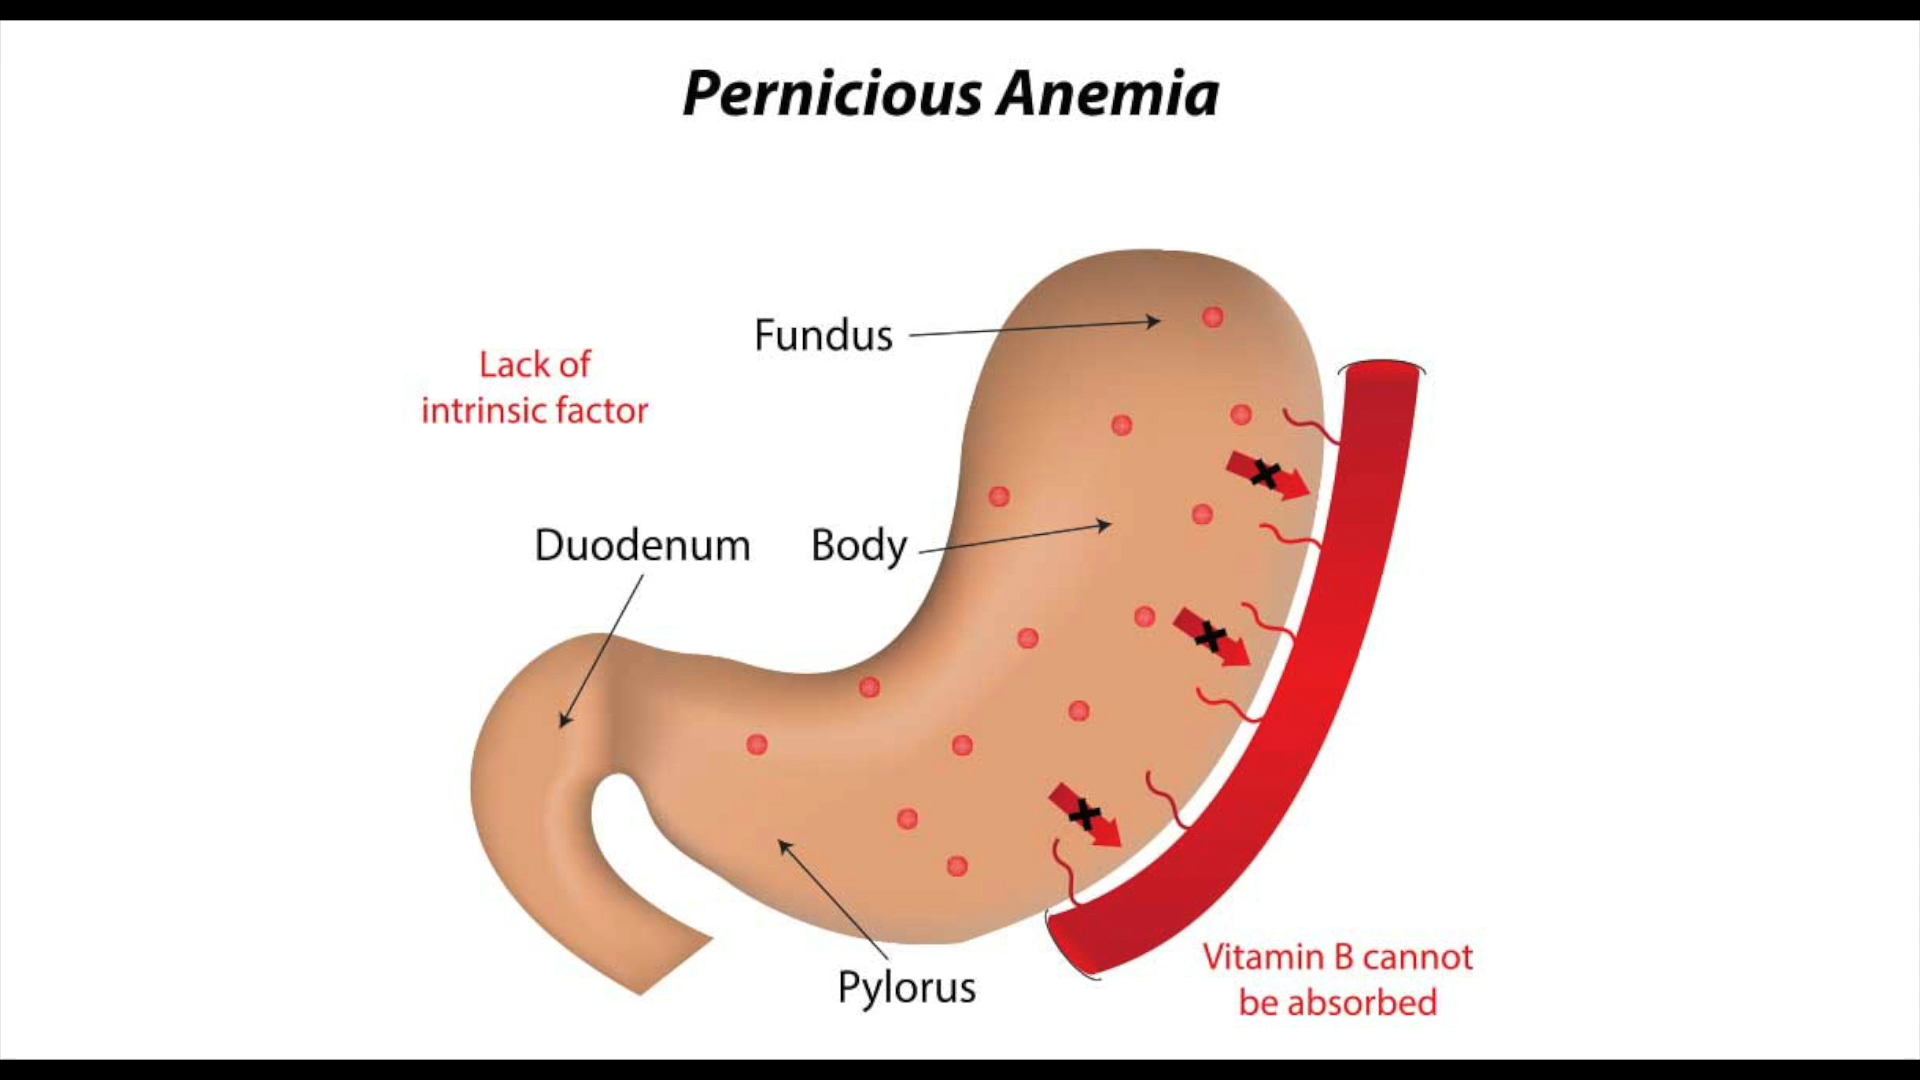 Pernicious Anemia
Fundus
Lack of
intrinsic factor
Duodenum
Body
Pylorus
Vitamin B cannot
be absorbed